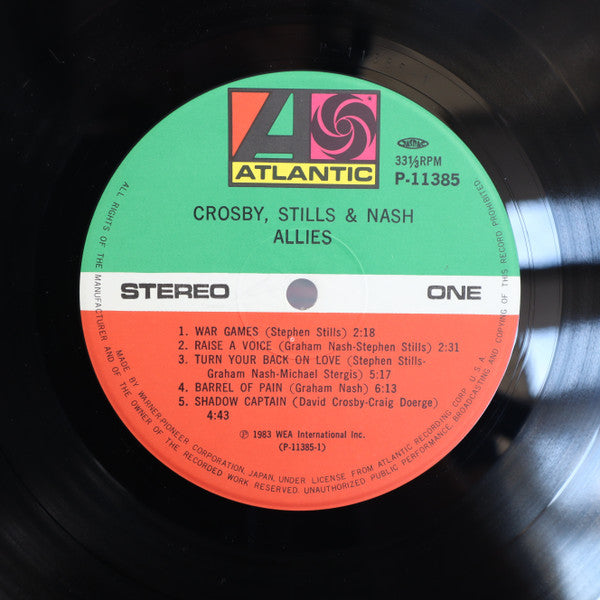 ATLANTIC
JASRAC
33⅓RPM
P-11385
CROSBY, STILLS & NASH
ALLIES
STEREO
ONE
1. WAR GAMES (Stephen Stills) 2:18
2. RAISE A VOICE (Graham Nash-Stephen Stills) 2:31
3. TURN YOUR BACK ON LOVE (Stephen Stills-
Graham Nash-Michael Stergis) 5:17
4. BARREL OF PAIN (Graham Nash) 6:13
5. SHADOW CAPTAIN (David Crosby-Craig Doerge)
4:43
℗ 1983 WEA International Inc.
(P-11385-1)
ALL RIGHTS OF THE MANUFACTURER AND OF THE OWNER OF THE RECORDED WORK RESERVED. UNAUTHORIZED PUBLIC PERFORMANCE, BROADCASTING AND COPYING OF THIS RECORD PROHIBITED
MADE BY WARNER-PIONEER CORPORATION, JAPAN, UNDER LICENSE FROM ATLANTIC RECORDING CORP. U.S.A.